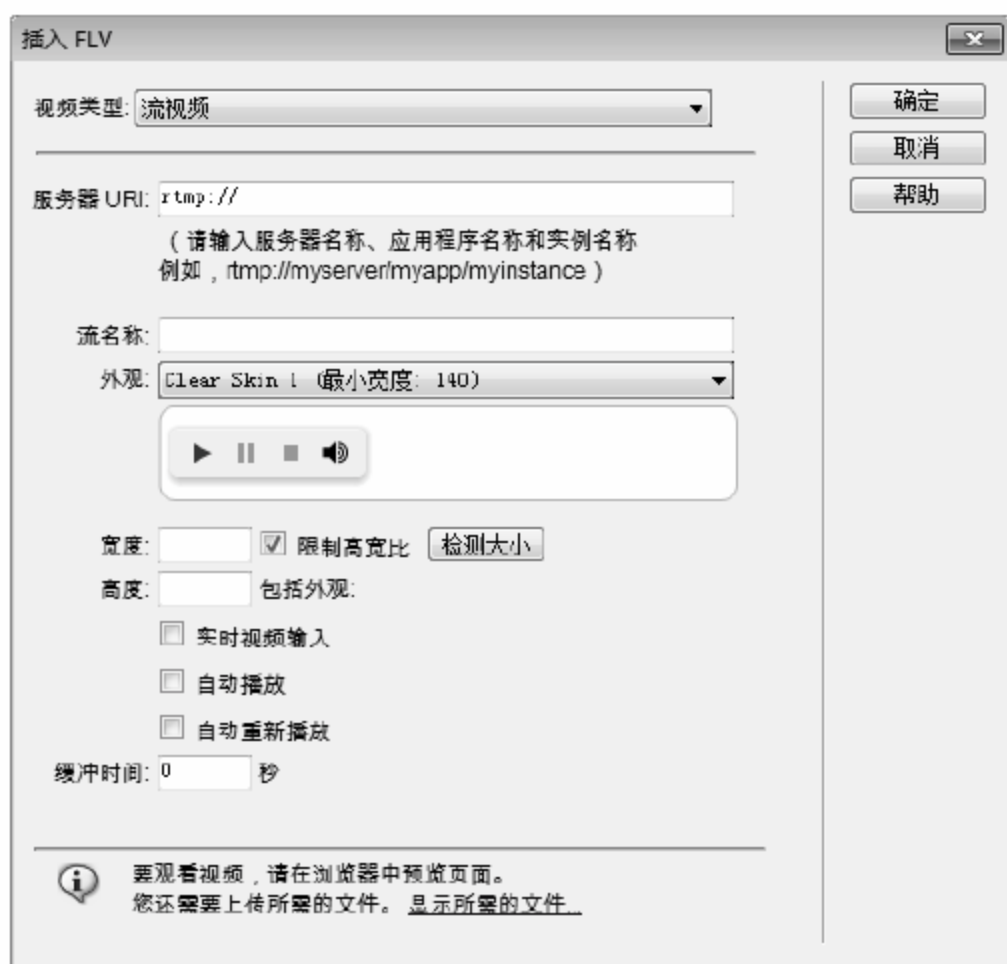 插入 FLV
视频类型: 流视频
确定
取消
帮助
服务器 URI: rtmp://
（请输入服务器名称、应用程序名称和实例名称
例如，rtmp://myserver/myapp/myinstance）
流名称:
外观: Clear Skin 1 (最小宽度: 140)
宽度: 限制高宽比 检测大小
高度: 包括外观:
实时视频输入
自动播放
自动重新播放
缓冲时间: 0 秒
要观看视频，请在浏览器中预览页面。
您还需要上传所需的文件。 显示所需的文件...